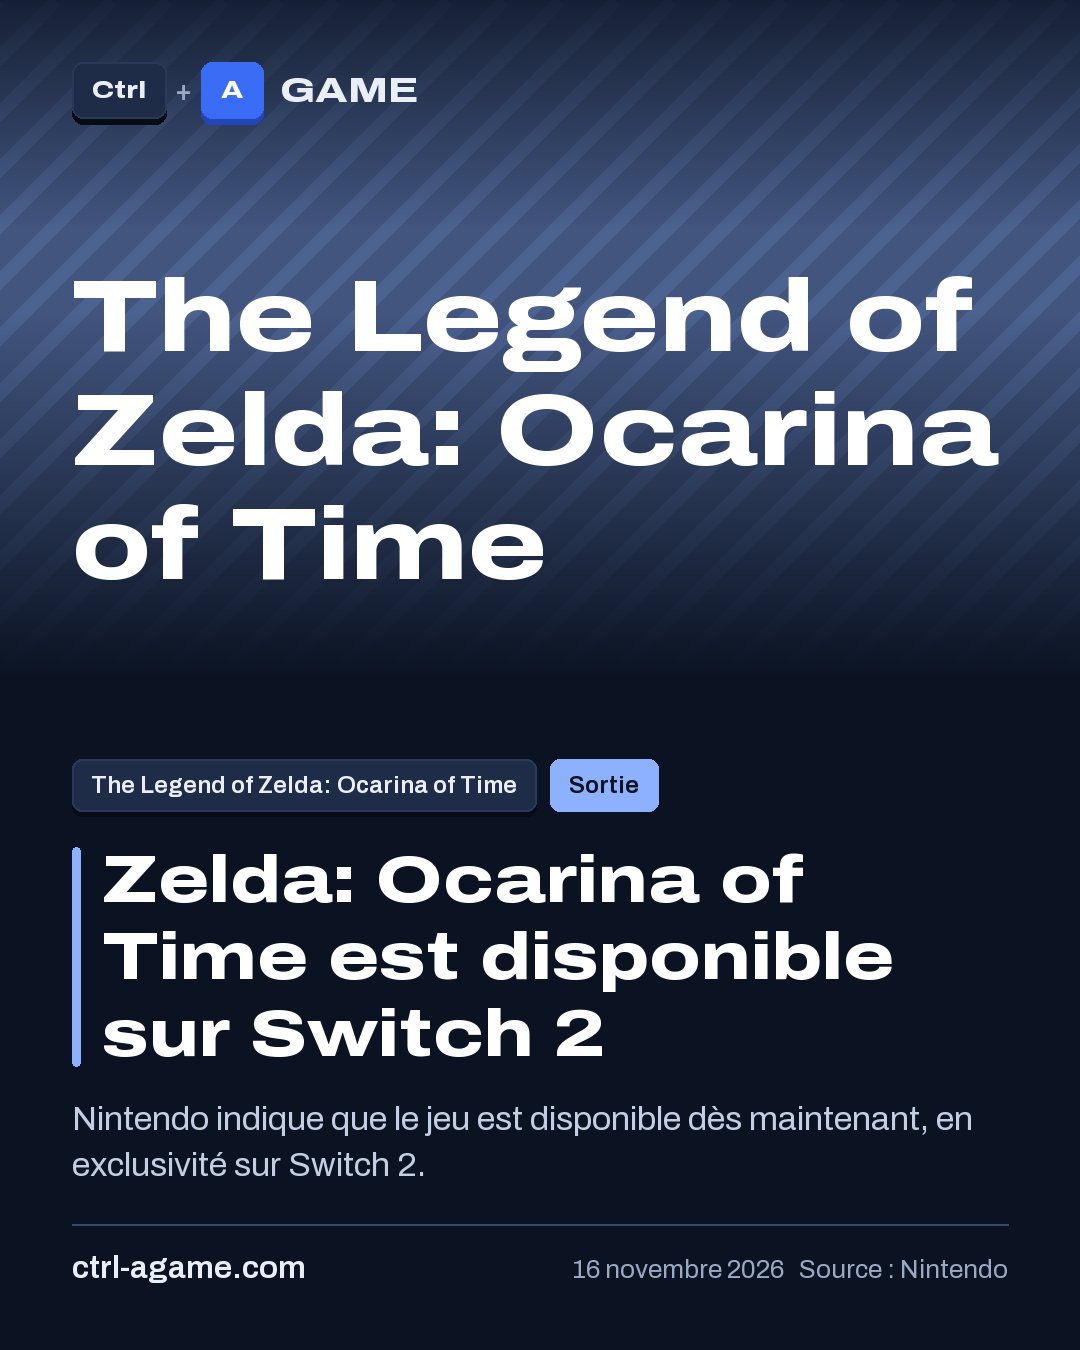 Ctrl + A GAME
The Legend of
Zelda: Ocarina
of Time
The Legend of Zelda: Ocarina of Time Sortie
Zelda: Ocarina of
Time est disponible
sur Switch 2
Nintendo indique que le jeu est disponible dès maintenant, en
exclusivité sur Switch 2.
ctrl-agame.com 16 novembre 2026 Source : Nintendo